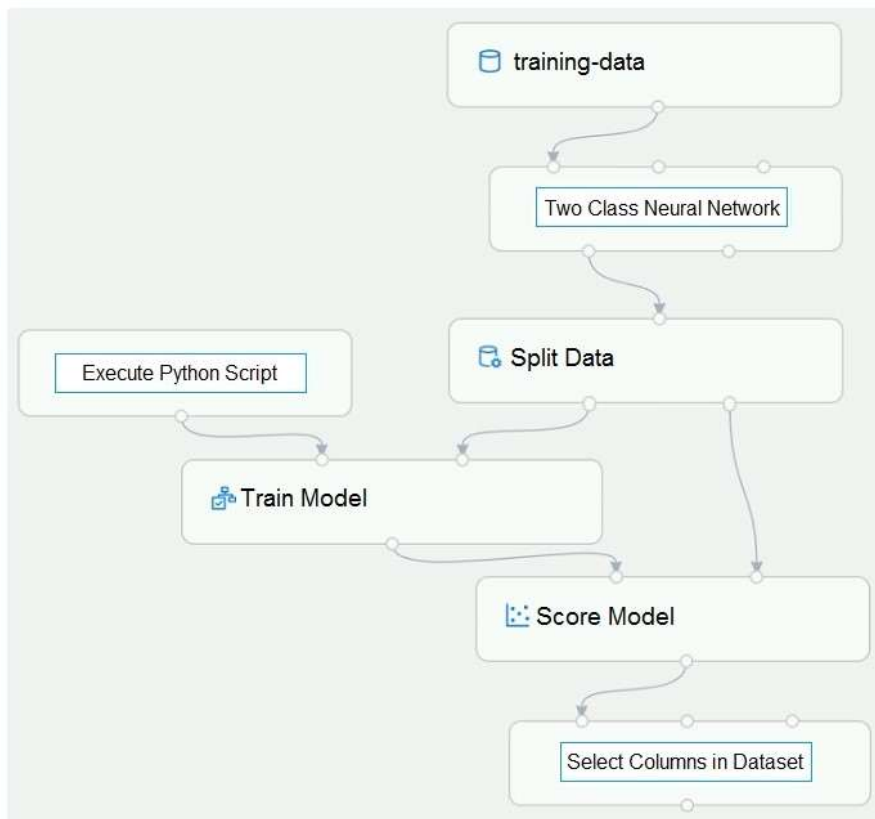 training-data
Two Class Neural Network
Execute Python Script
Split Data
Train Model
Score Model
Select Columns in Dataset